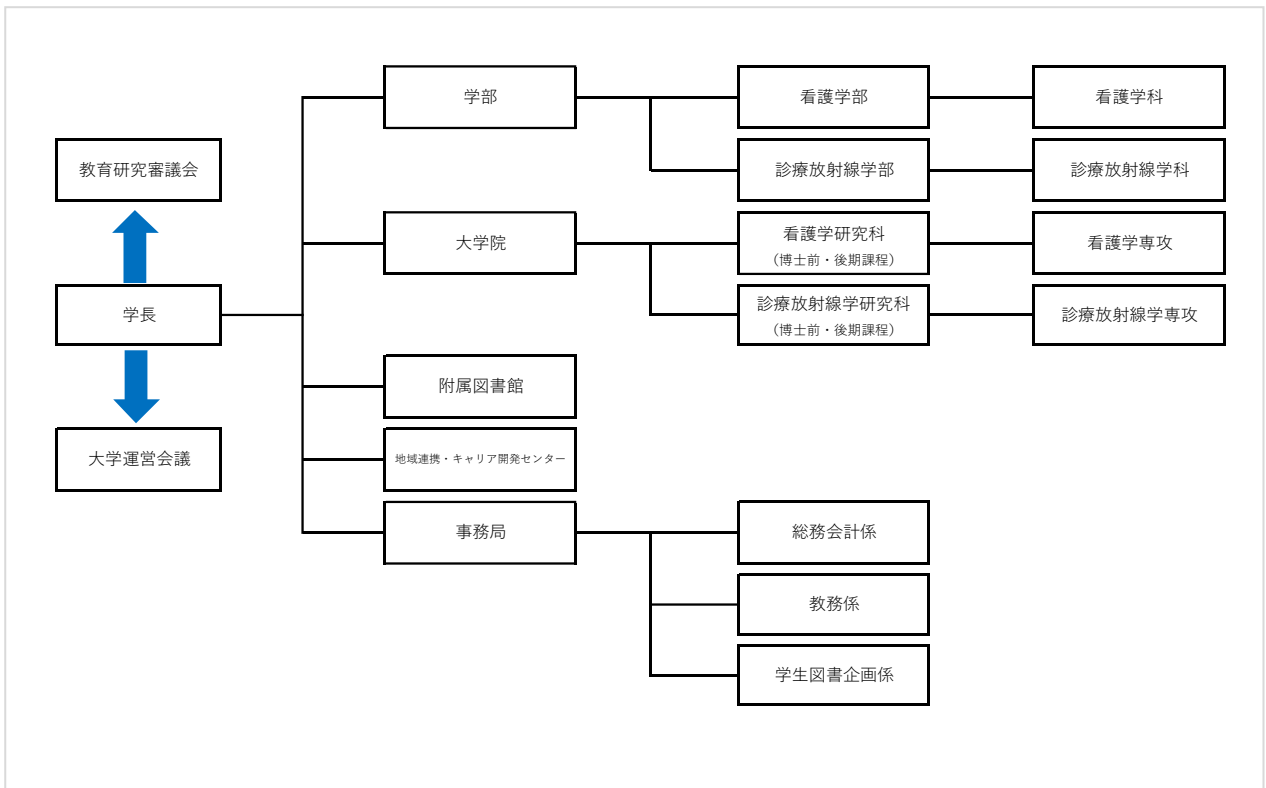 学部
看護学部
看護学科
教育研究審議会
診療放射線学部
診療放射線学科
大学院
看護学研究科
(博士前・後期課程)
看護学専攻
学長
診療放射線学研究科
(博士前・後期課程)
診療放射線学専攻
附属図書館
大学運営会議
地域連携・キャリア開発センター
事務局
総務会計係
教務係
学生図書企画係